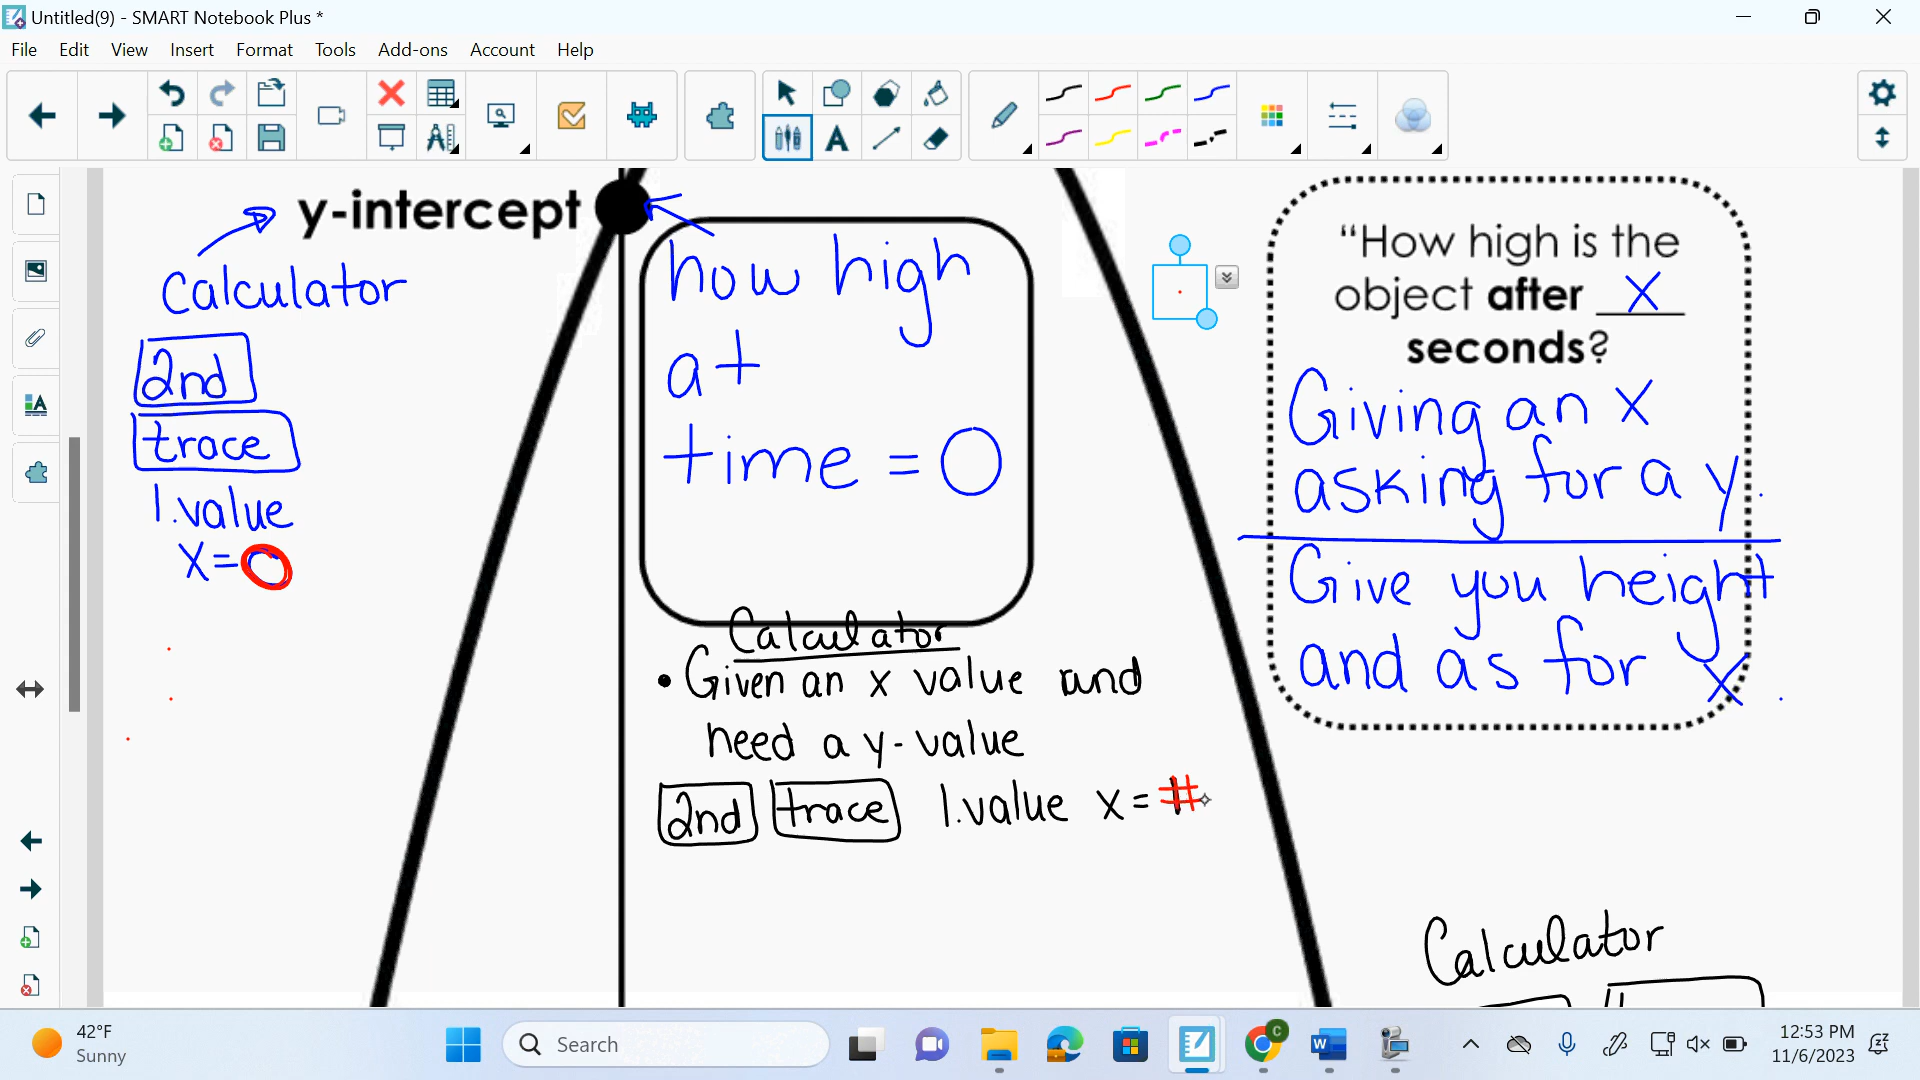 Untitled(9) - SMART Notebook Plus *
File Edit View Insert Format Tools Add-ons Account Help
y-intercept
Calculator
2nd
trace
1.value
x=0
how high
at
time = 0
Calculator
• Given an x value and
need a y-value
2nd trace 1.value x = #
"How high is the
object after x
seconds?
Giving an x
asking for a y.
Give you height
and as for x.
Calculator
42°F
Sunny
Search
12:53 PM
11/6/2023